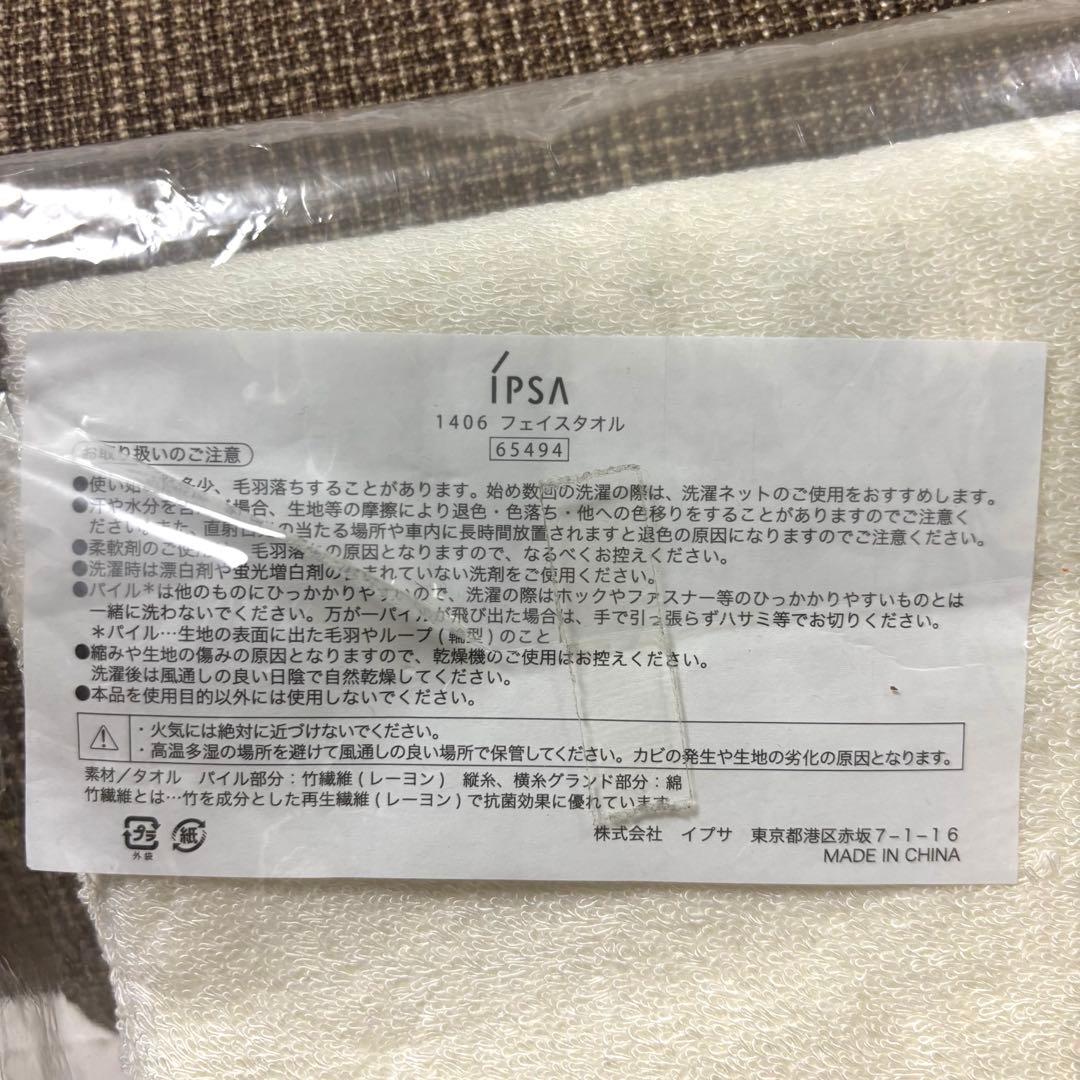 IPSA
1406 フェイスタオル
65494
お取り扱いのご注意
●使い始めは多少、毛羽落ちすることがあります。始め数回の洗濯の際は、洗濯ネットのご使用をおすすめします。
●汗や水分を含んだ場合、生地等の摩擦により退色・色落ち・他への色移りをすることがありますのでご注意く
ださい。また、直射日光の当たる場所や車内に長時間放置されますと退色の原因になりますのでご注意ください。
●柔軟剤のご使用は、毛羽落ちの原因となりますので、なるべくお控えください。
●洗濯時は漂白剤や蛍光増白剤の含まれていない洗剤をご使用ください。
●パイル＊は他のものにひっかかりやすいので、洗濯の際はホックやファスナー等のひっかかりやすいものとは
一緒に洗わないでください。万が一パイルが飛び出た場合は、手で引っ張らずハサミ等でお切りください。
＊パイル…生地の表面に出た毛羽やループ(輪型)のこと
●縮みや生地の傷みの原因となりますので、乾燥機のご使用はお控えください。
洗濯後は風通しの良い日陰で自然乾燥してください。
●本品を使用目的以外には使用しないでください。
・火気には絶対に近づけないでください。
・高温多湿の場所を避けて風通しの良い場所で保管してください。カビの発生や生地の劣化の原因となります。
素材/タオル パイル部分：竹繊維(レーヨン) 縦糸、横糸グランド部分：綿
竹繊維とは…竹を成分とした再生繊維(レーヨン)で抗菌効果に優れています。
プラ 紙
外袋
株式会社 イプサ 東京都港区赤坂7-1-16
MADE IN CHINA